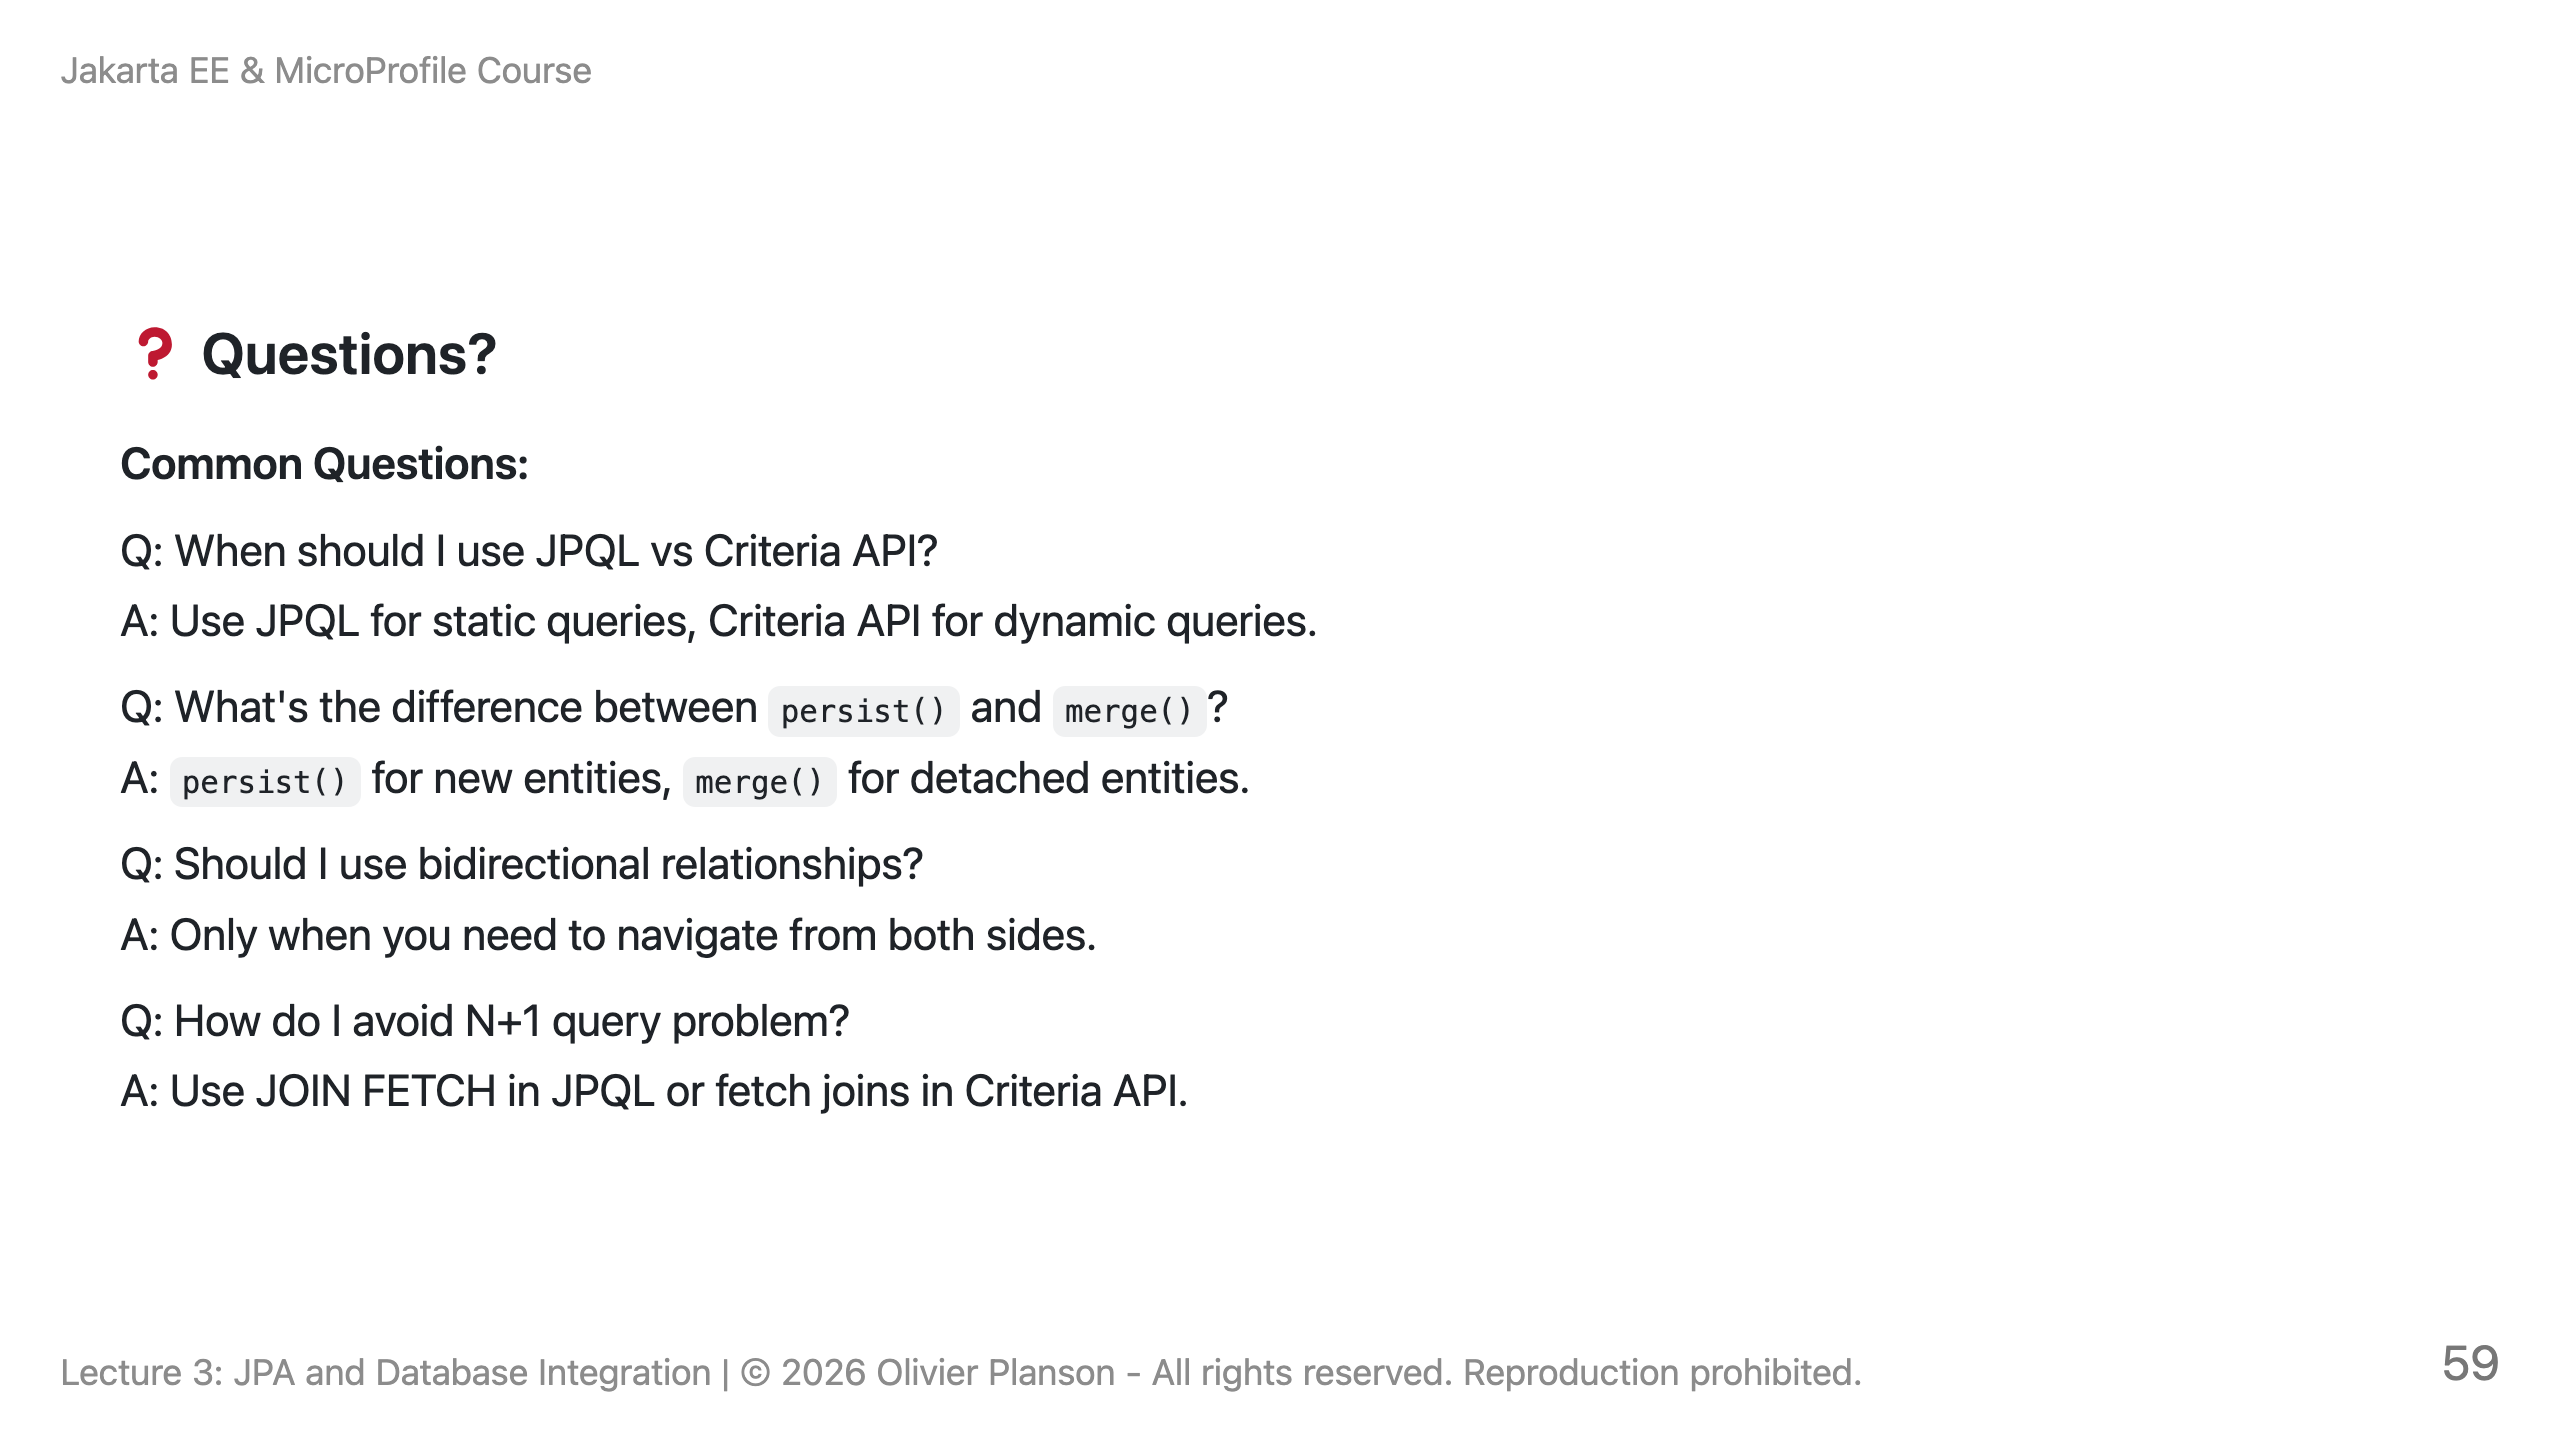 Jakarta EE & MicroProfile Course
❓ Questions?
Common Questions:
Q: When should I use JPQL vs Criteria API?
A: Use JPQL for static queries, Criteria API for dynamic queries.
Q: What's the difference between persist() and merge()?
A: persist() for new entities, merge() for detached entities.
Q: Should I use bidirectional relationships?
A: Only when you need to navigate from both sides.
Q: How do I avoid N+1 query problem?
A: Use JOIN FETCH in JPQL or fetch joins in Criteria API.
Lecture 3: JPA and Database Integration | © 2026 Olivier Planson - All rights reserved. Reproduction prohibited.
59